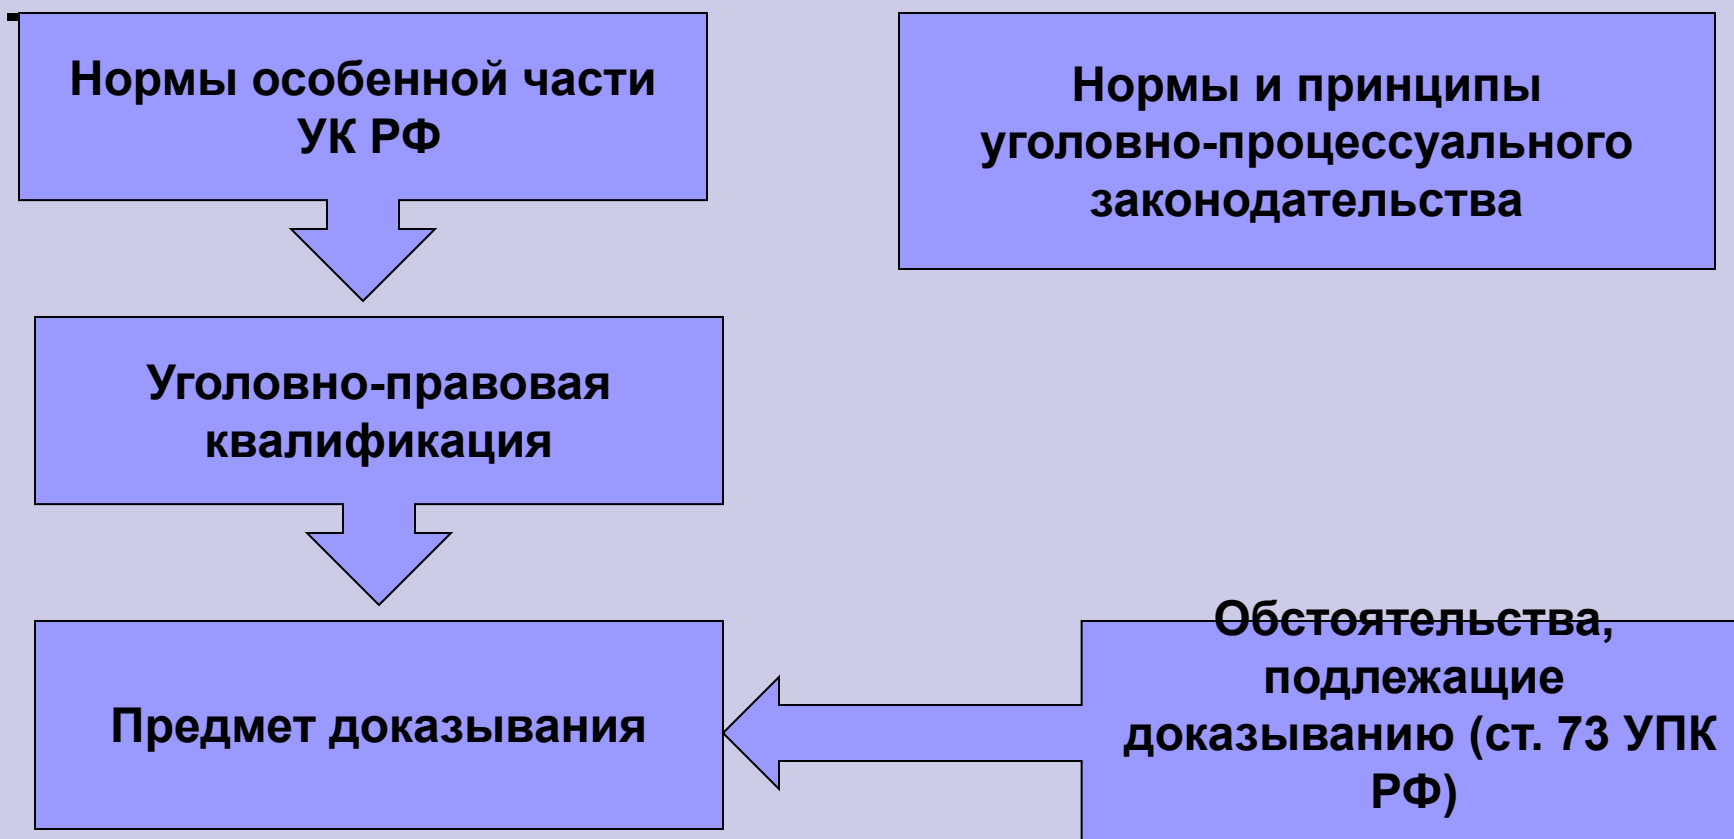 Нормы особенной части
УК РФ
Нормы и принципы
уголовно-процессуального
законодательства
Уголовно-правовая
квалификация
Предмет доказывания
Обстоятельства,
подлежащие
доказыванию (ст. 73 УПК
РФ)